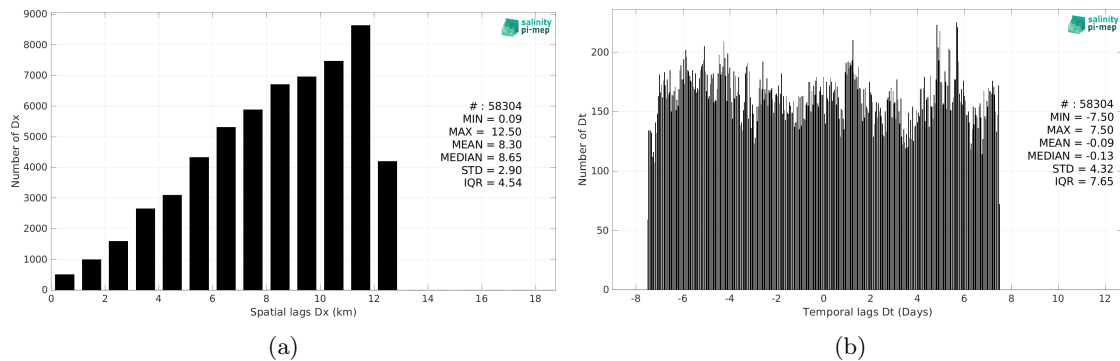 9000
8000
7000
6000
5000
4000
3000
2000
1000
0
Number of Dx
0 2 4 6 8 10 12 14 16 18
Spatial lags Dx (km)
salinity
pi-mep
# : 58304
MIN = 0.09
MAX = 12.50
MEAN = 8.30
MEDIAN = 8.65
STD = 2.90
IQR = 4.54
(a)
200
150
100
50
0
Number of Dt
-8 -6 -4 -2 0 2 4 6 8 10 12
Temporal lags Dt (Days)
salinity
pi-mep
# : 58304
MIN = -7.50
MAX = 7.50
MEAN = -0.09
MEDIAN = -0.13
STD = 4.32
IQR = 7.65
(b)